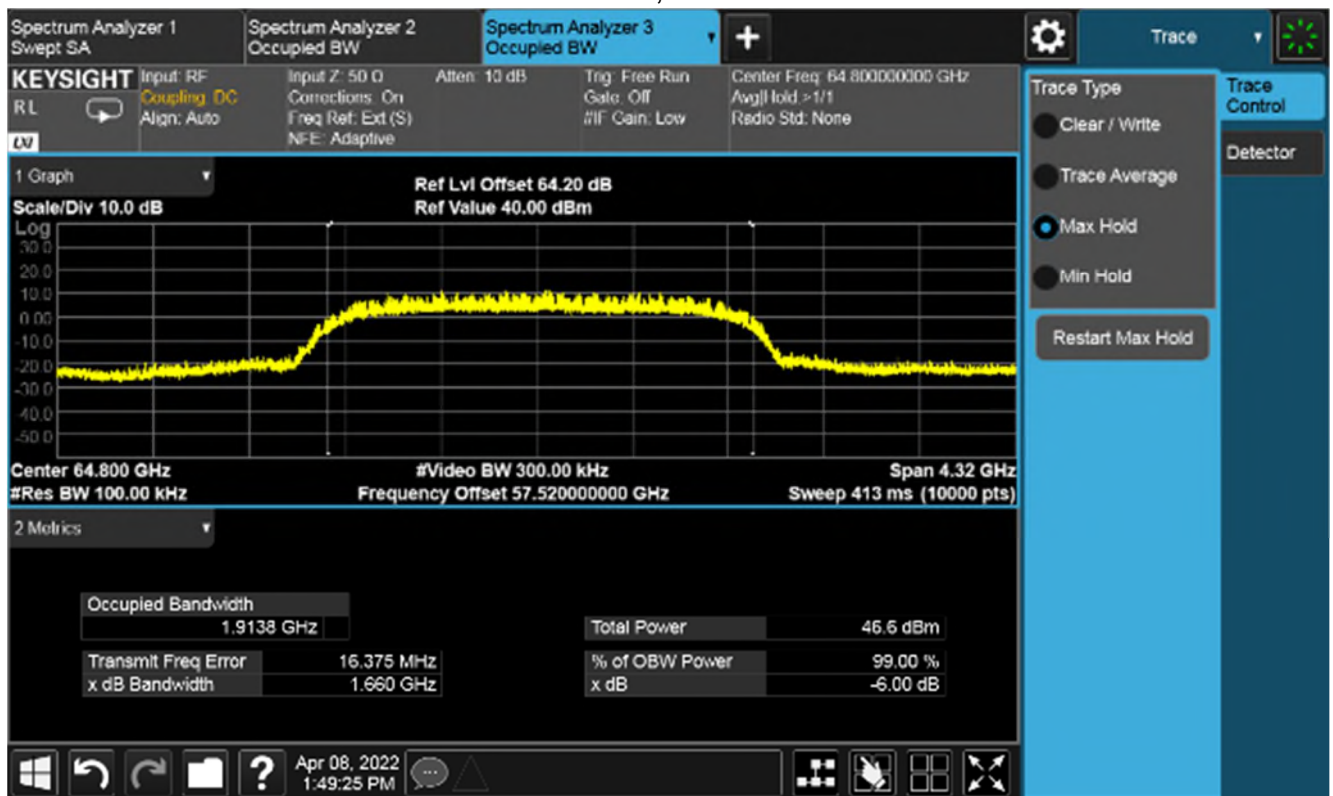 Spectrum Analyzer 1
Swept SA
Spectrum Analyzer 2
Occupied BW
Spectrum Analyzer 3
Occupied BW
Trace
KEYSIGHT
RL
LXI
Input: RF
Coupling: DC
Align: Auto
Input Z: 50 Ω
Corrections: On
Freq Ref: Ext (S)
NFE: Adaptive
Atten: 10 dB
Trig: Free Run
Gate: Off
#IF Gain: Low
Center Freq: 64.800000000 GHz
Avg|Hold:>1/1
Radio Std: None
Trace Type
Clear / Write
Trace Average
Max Hold
Min Hold
Restart Max Hold
Trace
Control
Detector
1 Graph
Scale/Div 10.0 dB
Ref Lvl Offset 64.20 dB
Ref Value 40.00 dBm
Log
30.0
20.0
10.0
0.00
-10.0
-20.0
-30.0
-40.0
-50.0
Center 64.800 GHz
#Res BW 100.00 kHz
#Video BW 300.00 kHz
Frequency Offset 57.520000000 GHz
Span 4.32 GHz
Sweep 413 ms (10000 pts)
2 Metrics
Occupied Bandwidth
1.9138 GHz
Total Power 46.6 dBm
Transmit Freq Error 16.375 MHz
% of OBW Power 99.00 %
x dB Bandwidth 1.660 GHz
x dB -6.00 dB
?
Apr 08, 2022
1:49:25 PM